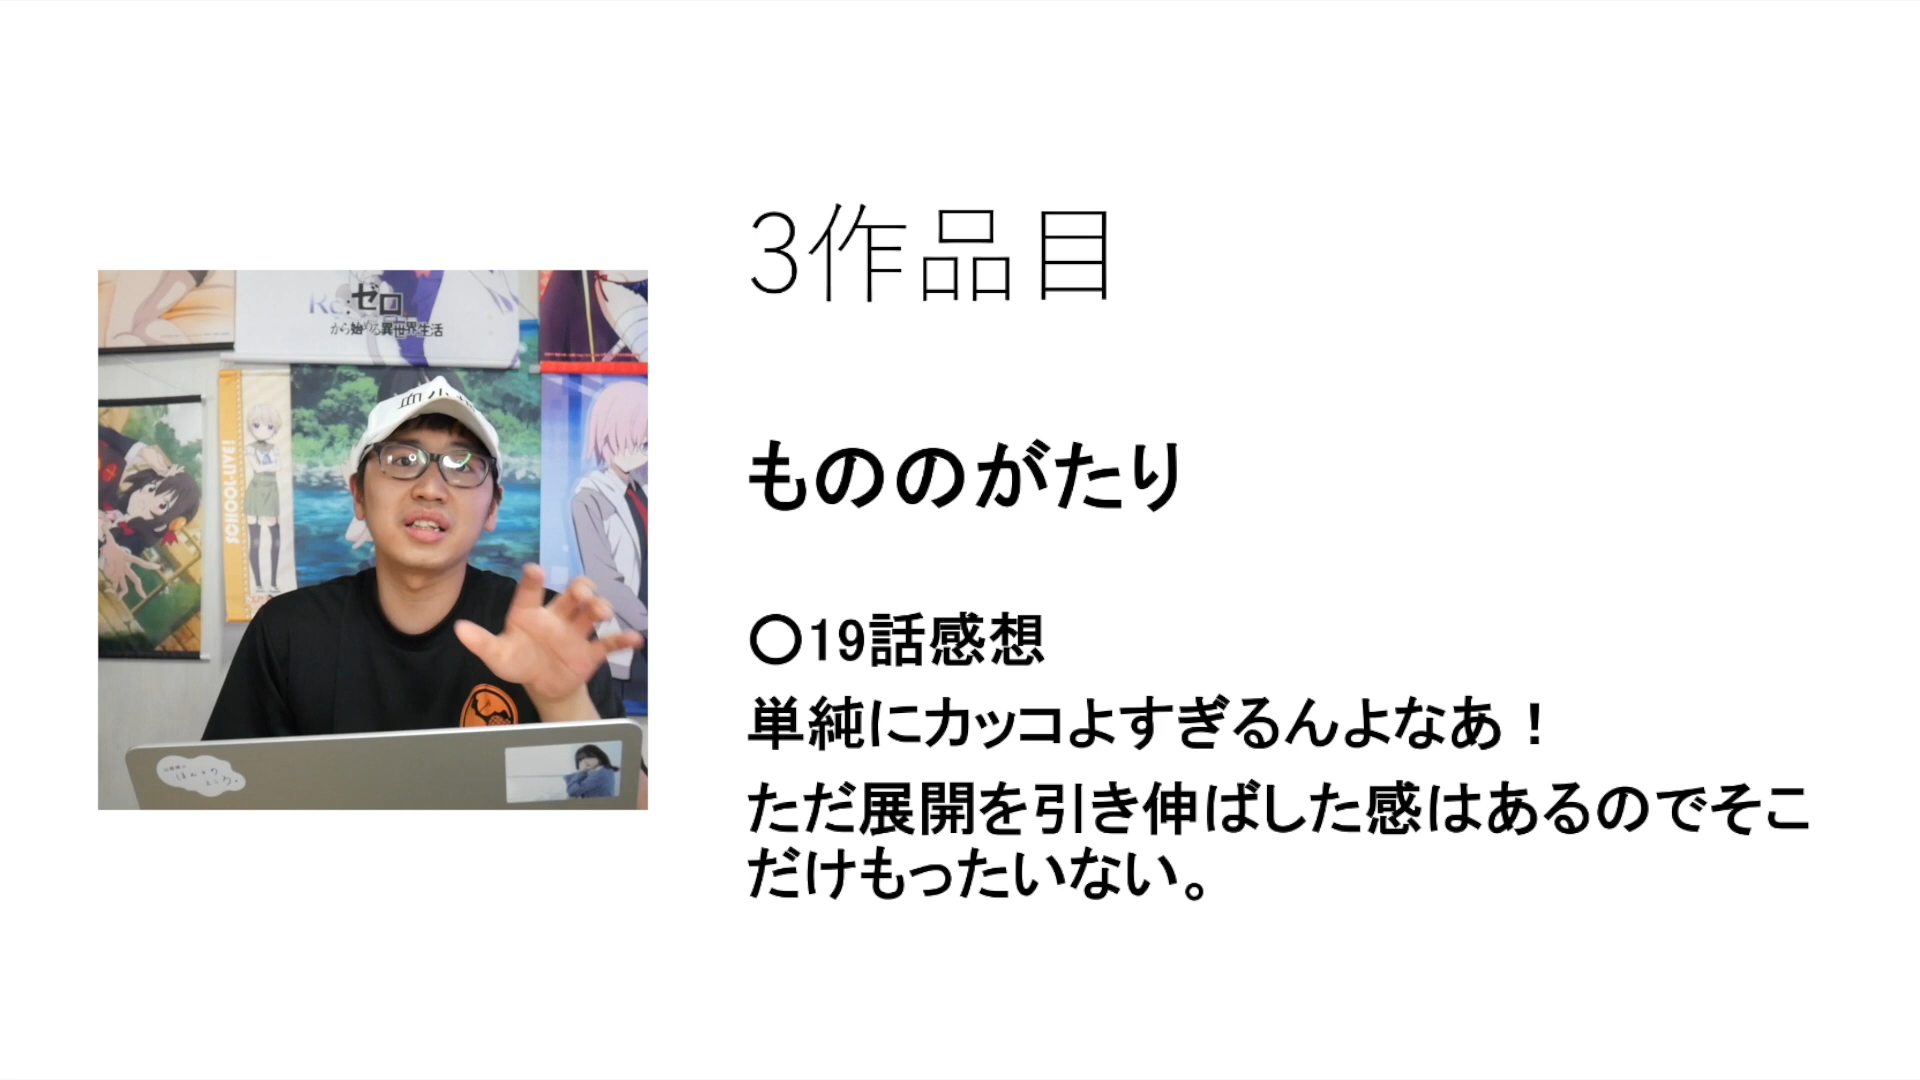 3作品目
もののがたり
〇19話感想
単純にカッコよすぎるんよなあ！
ただ展開を引き伸ばした感はあるのでそこ
だけもったいない。
Re:ゼロ
から始める異世界生活
SCHOOL-LIVE!